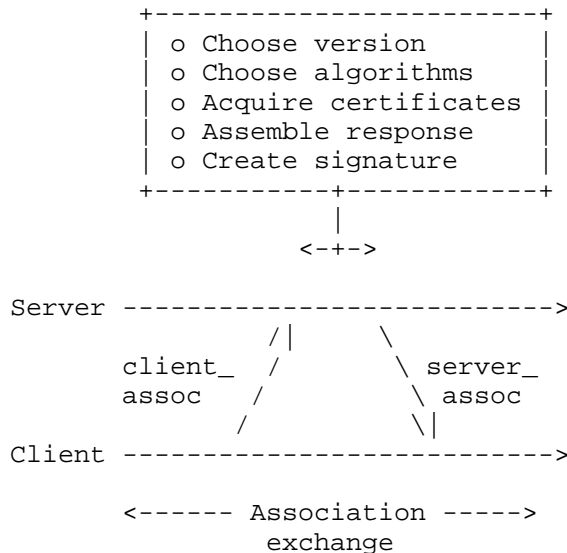 o Choose version
o Choose algorithms
o Acquire certificates
o Assemble response
o Create signature
<-+->
Server --------------------------->
client_ server_
assoc assoc
Client --------------------------->
<------ Association ----->
exchange